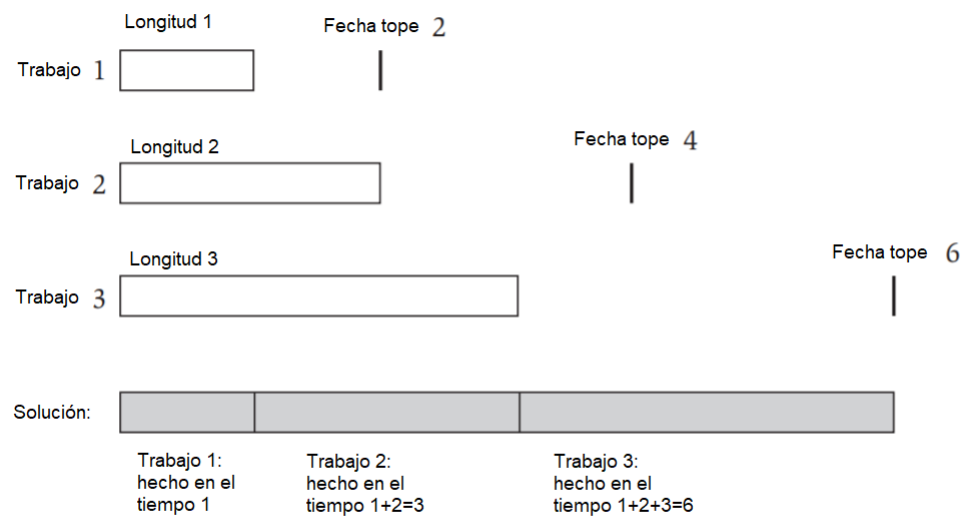 Longitud 1
Fecha tope 2
Trabajo 1
Longitud 2
Fecha tope 4
Trabajo 2
Longitud 3
Fecha tope 6
Trabajo 3
Solución:
Trabajo 1:
hecho en el
tiempo 1
Trabajo 2:
hecho en el
tiempo 1+2=3
Trabajo 3:
hecho en el
tiempo 1+2+3=6